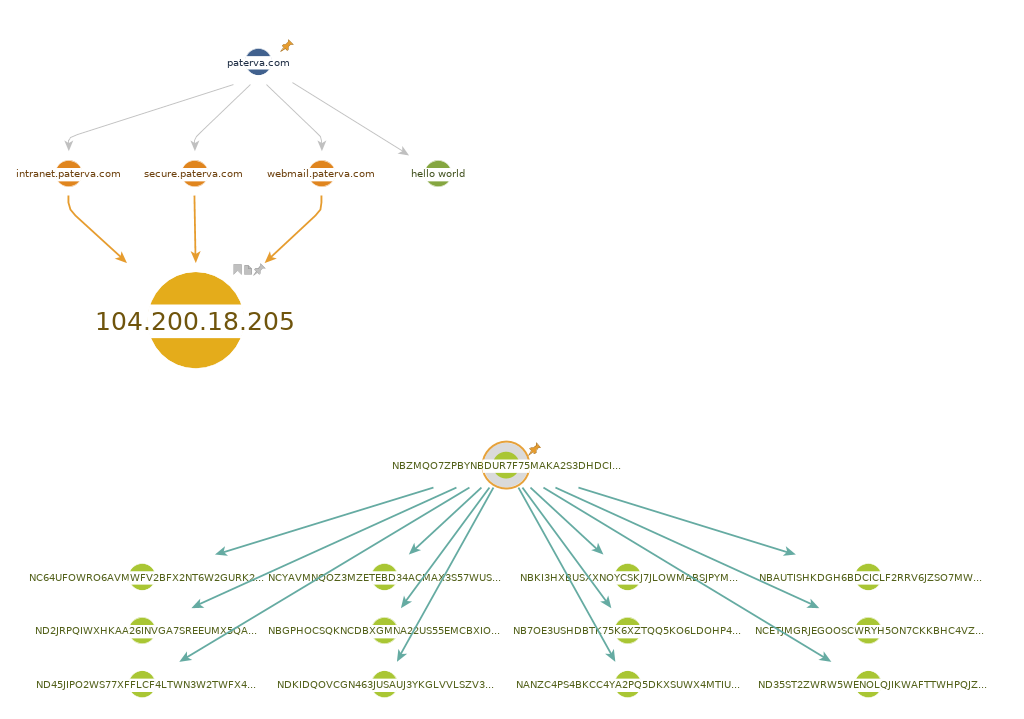 paterva.com
intranet.paterva.com
secure.paterva.com
webmail.paterva.com
hello world
104.200.18.205
NBZMQO7ZPBYNBDUR7F75MAKA2S3DHDCI...
NC64UFOWRO6AVMWFV2BFX2NT6W2GURK2...
NCYAVMNQOZ3MZETEBD34ACMAX3S57WUS...
NBKI3HXBUSXXNOYCSKJ7JLOWMABSJPYM...
NBAUTISHKDGH6BDCICLF2RRV6JZSO7MW...
ND2JRPQIWXHKAA26INVGA7SREEUMX5QA...
NBGPHOCSQKNCDBXGMNA22US55EMCBXIO...
NB7OE3USHDBTK75K6XZTQQ5KO6LDOHP4...
NCETJMGRJEGOOSCWRYH5ON7CKKBHC4VZ...
ND45JIPO2WS77XFFLCF4LTWN3W2TWFX4...
NDKIDQOVCGN463JUSAUJ3YKGLVVLSZV3...
NANZC4PS4BKCC4YA2PQ5DKXSUWX4MTIU...
ND35ST2ZWRW5WENOLQJIKWAFTTWHPQJZ...